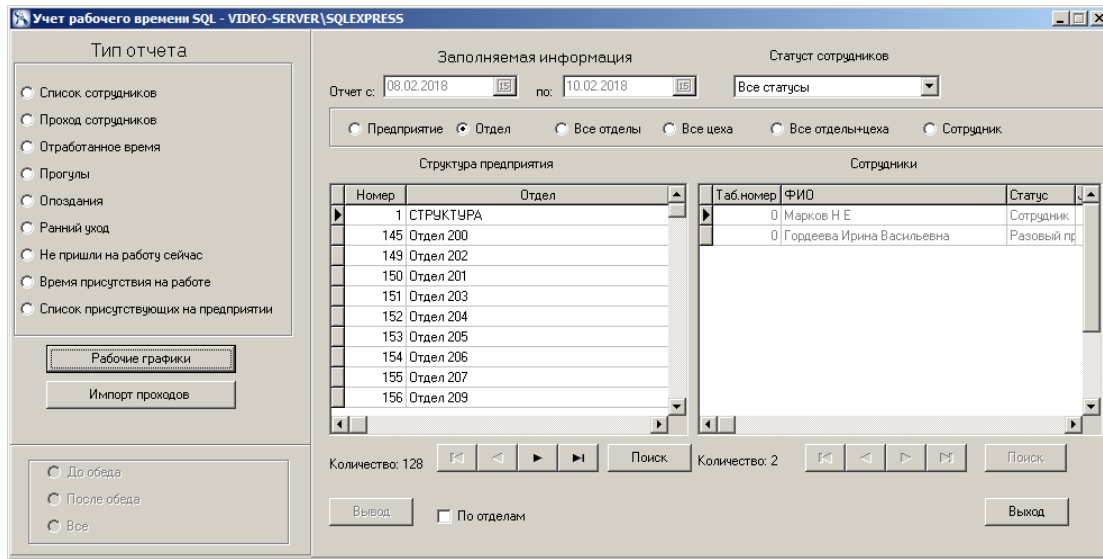 Учет рабочего времени SQL - VIDEO-SERVER\SQLEXPRESS
Тип отчета
Список сотрудников
Проход сотрудников
Отработанное время
Прогулы
Опоздания
Ранний уход
Не пришли на работу сейчас
Время присутствия на работе
Список присутствующих на предприятии
Рабочие графики
Импорт проходов
До обеда
После обеда
Все
Заполняемая информация
Статуст сотрудников
Отчет с: 08.02.2018 15 по: 10.02.2018 15
Все статусы
Предприятие Отдел Все отделы Все цеха Все отделы+цеха Сотрудник
Структура предприятия
Номер Отдел
1 СТРУКТУРА
145 Отдел 200
149 Отдел 202
150 Отдел 201
151 Отдел 203
152 Отдел 204
153 Отдел 205
154 Отдел 206
155 Отдел 207
156 Отдел 209
Количество: 128 Поиск
Сотрудники
Таб.номер ФИО Статус
0 Марков Н Е Сотрудник
0 Гордеева Ирина Васильевна Разовый пр
Количество: 2 Поиск
Вывод По отделам Выход